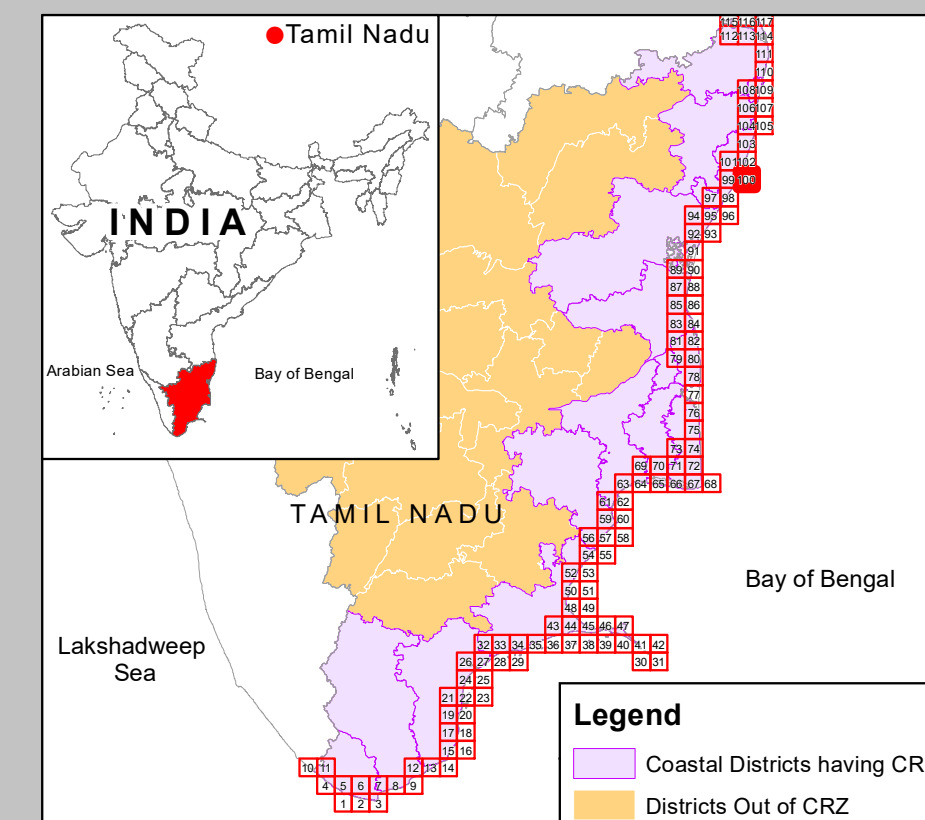 Tamil Nadu
INDIA
Arabian Sea
Bay of Bengal
115 116 117
112 113 114
111
110
108 109
106 107
104 105
103
101 102
99 100
97 98
94 95 96
92 93
91
89 90
87 88
85 86
83 84
81 82
79 80
78
77
76
75
73 74
69 70 71 72
63 64 65 66 67 68
61 62
TAMIL NADU
59 60
56 57 58
54 55
52 53
Bay of Bengal
50 51
48 49
43 44 45 46 47
32 33 34 35 36 37 38 39 40 41 42
Lakshadweep
Sea
26 27 28 29 30 31
24 25
21 22 23
19 20
17 18
15 16
10 11 12 13 14
4 5 6 7 8 9
1 2 3
Legend
Coastal Districts having CR
Districts Out of CRZ